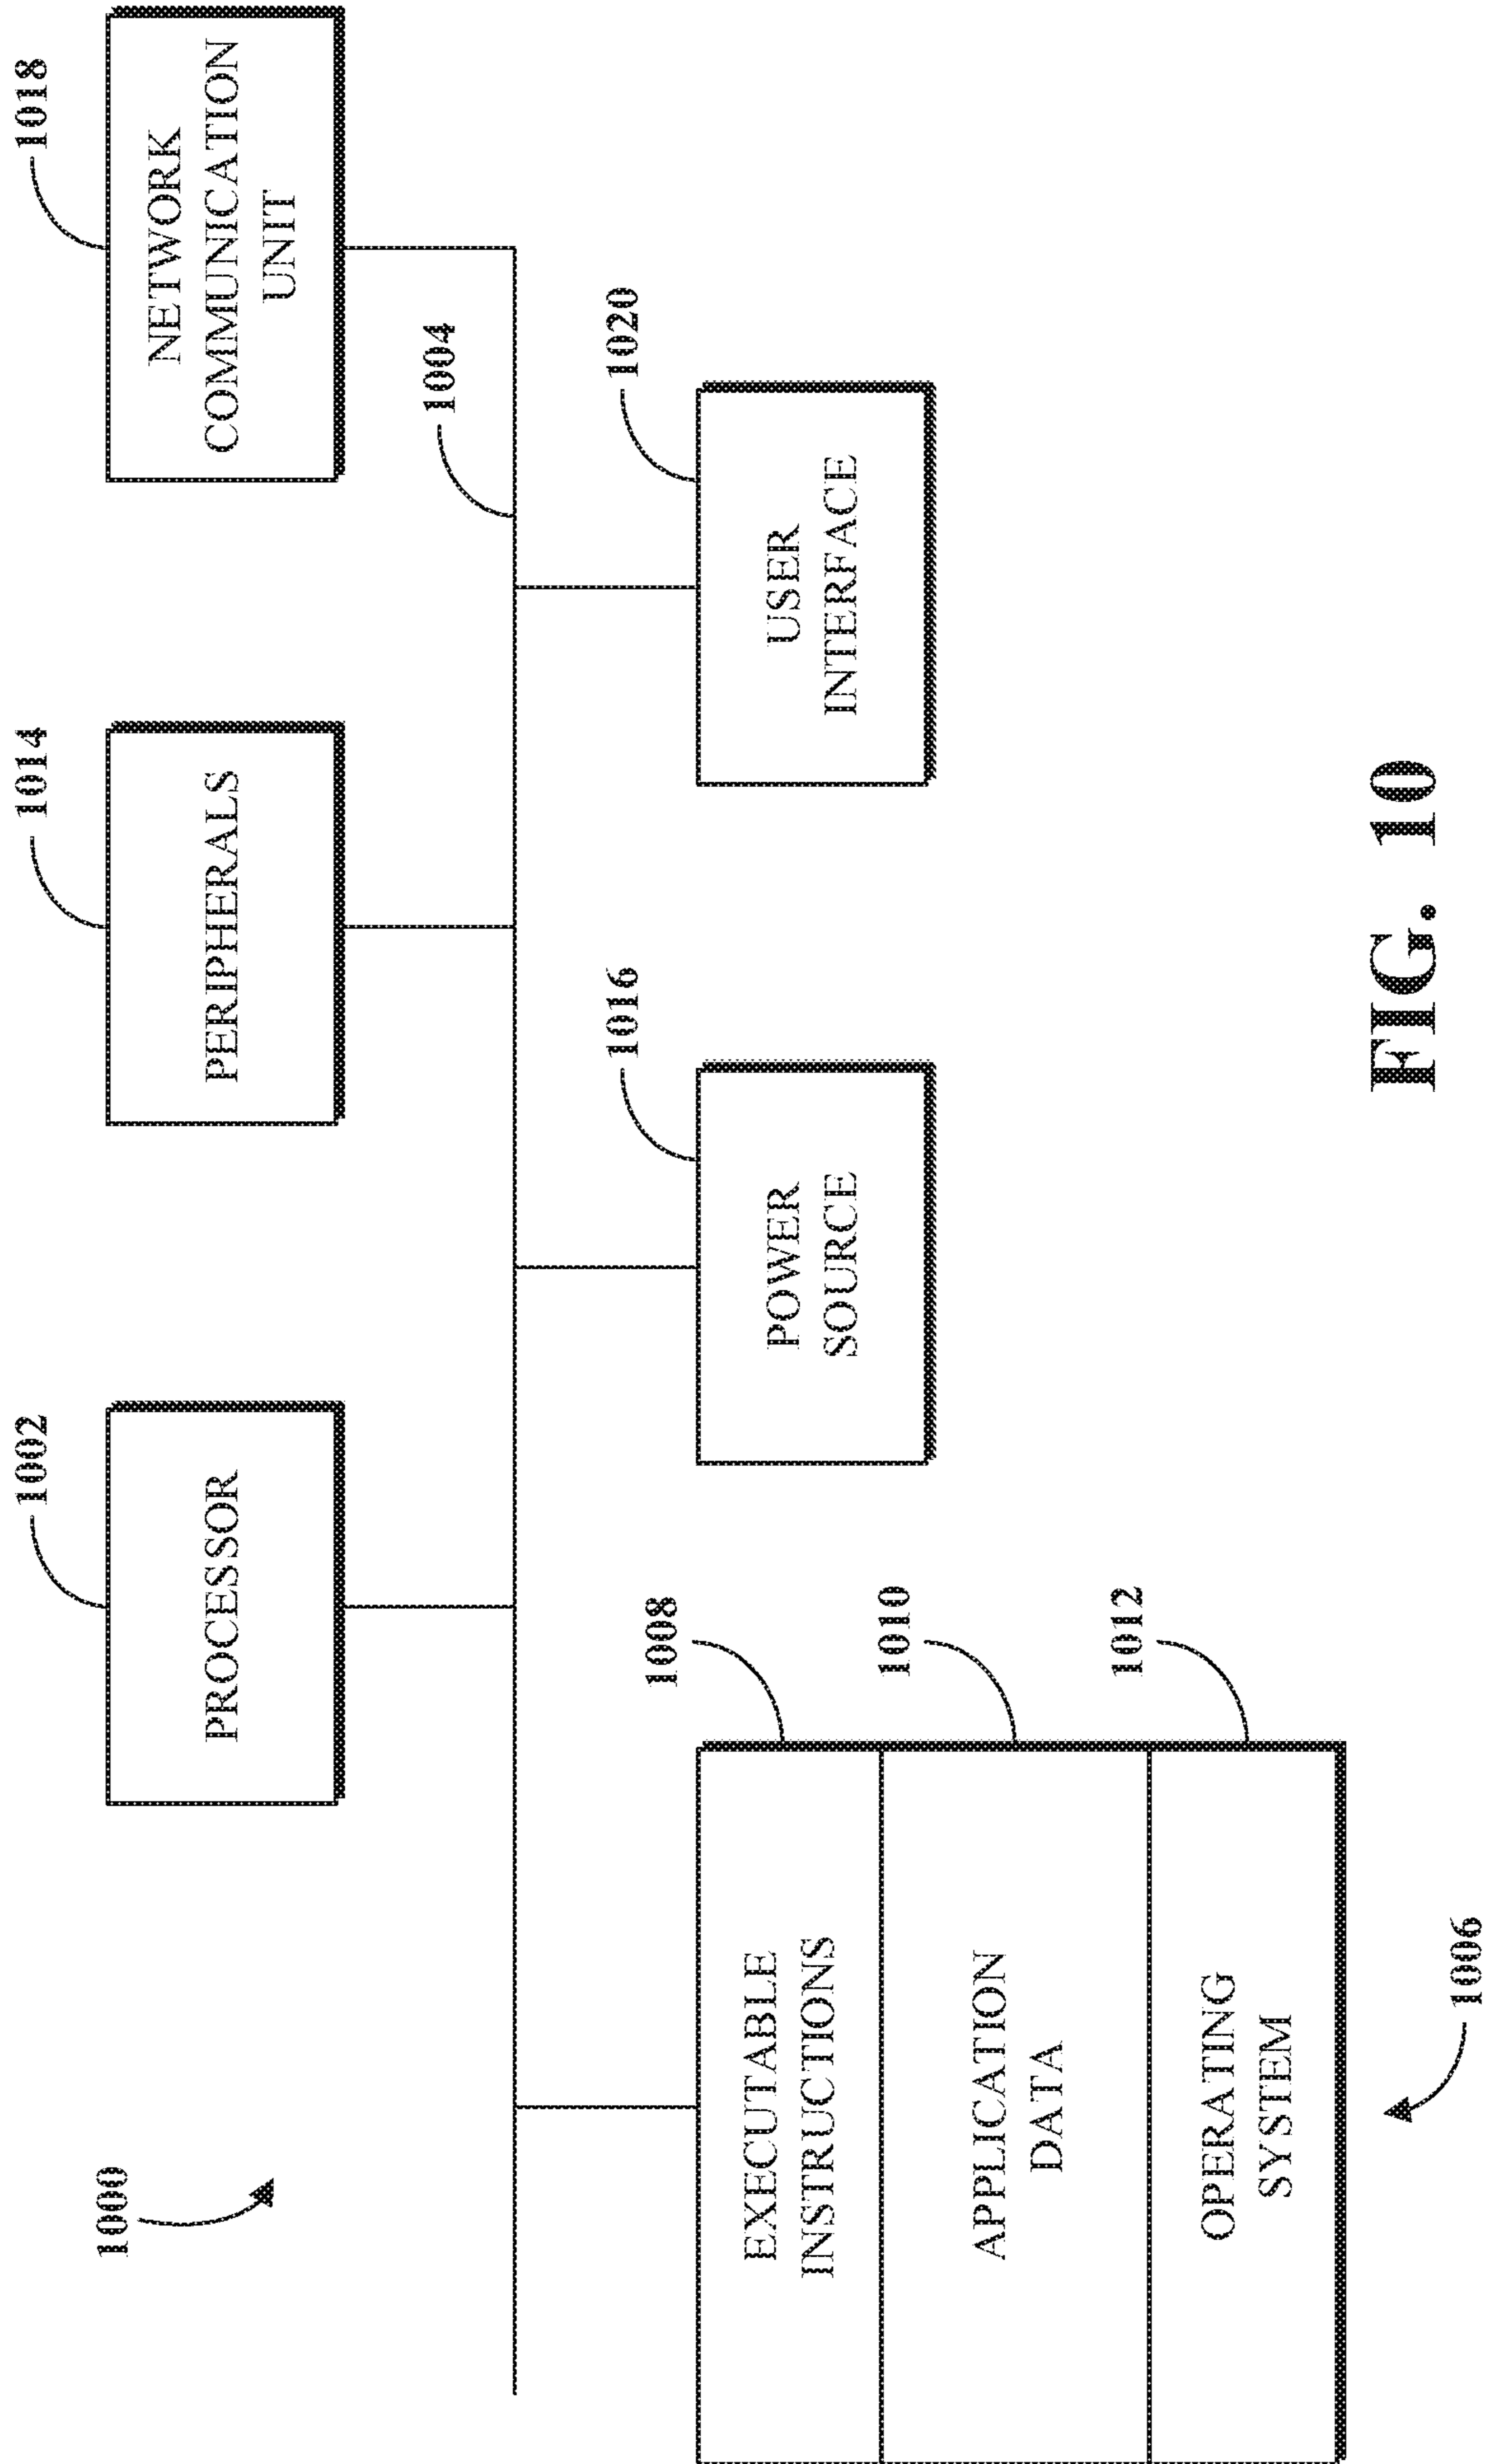 1000
1002
PROCESSOR
1014
PERIPHERALS
1018
NETWORK
COMMUNICATION
UNIT
1004
1008
EXECUTABLE
INSTRUCTIONS
1010
APPLICATION
DATA
1012
OPERATING
SYSTEM
1006
1016
POWER
SOURCE
1020
USER
INTERFACE
FIG. 10